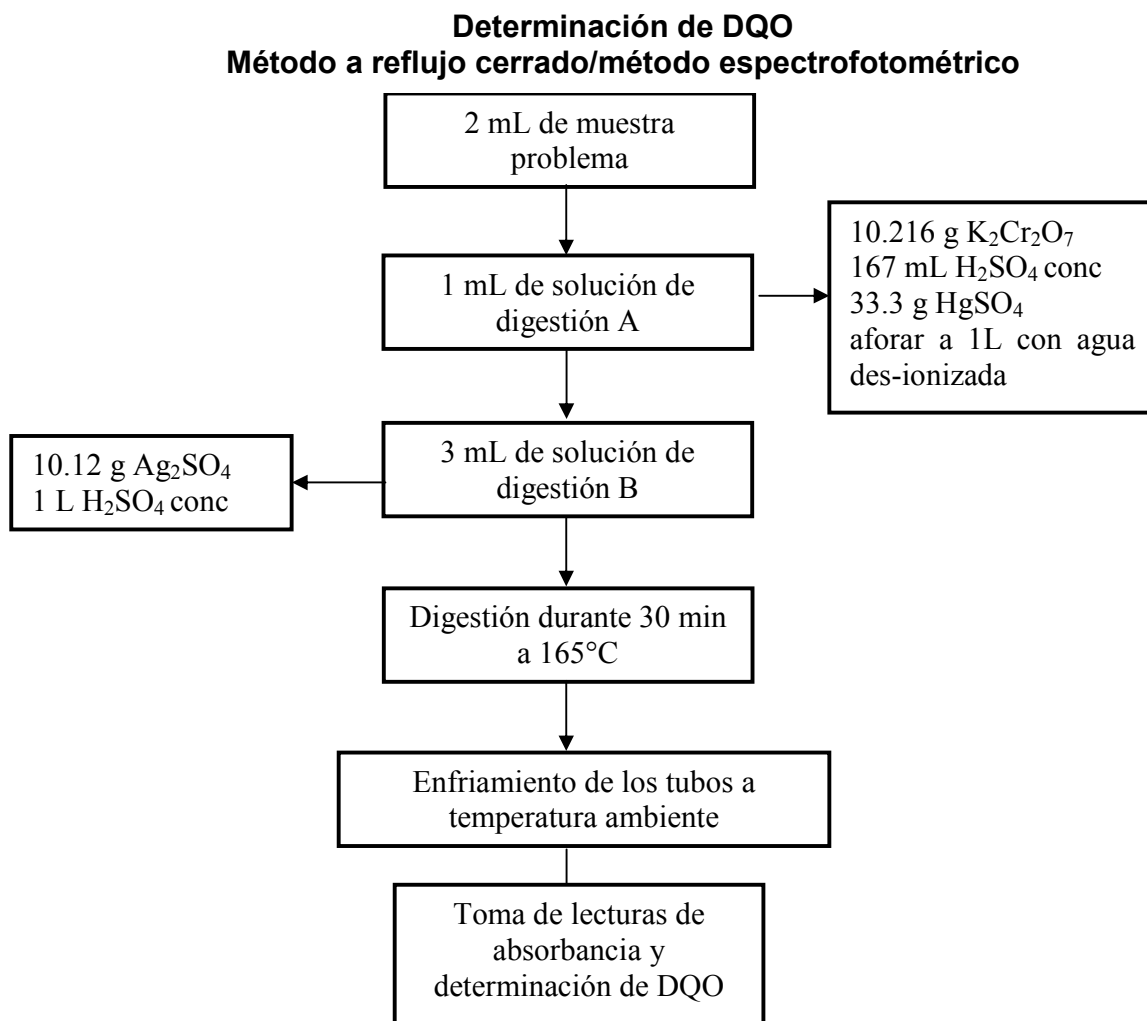 Determinación de DQO
Método a reflujo cerrado/método espectrofotométrico
2 mL de muestra
problema
1 mL de solución de
digestión A
10.216 g K₂Cr₂O₇
167 mL H₂SO₄ conc
33.3 g HgSO₄
aforar a 1L con agua
des-ionizada
3 mL de solución de
digestión B
10.12 g Ag₂SO₄
1 L H₂SO₄ conc
Digestión durante 30 min
a 165°C
Enfriamiento de los tubos a
temperatura ambiente
Toma de lecturas de
absorbancia y
determinación de DQO